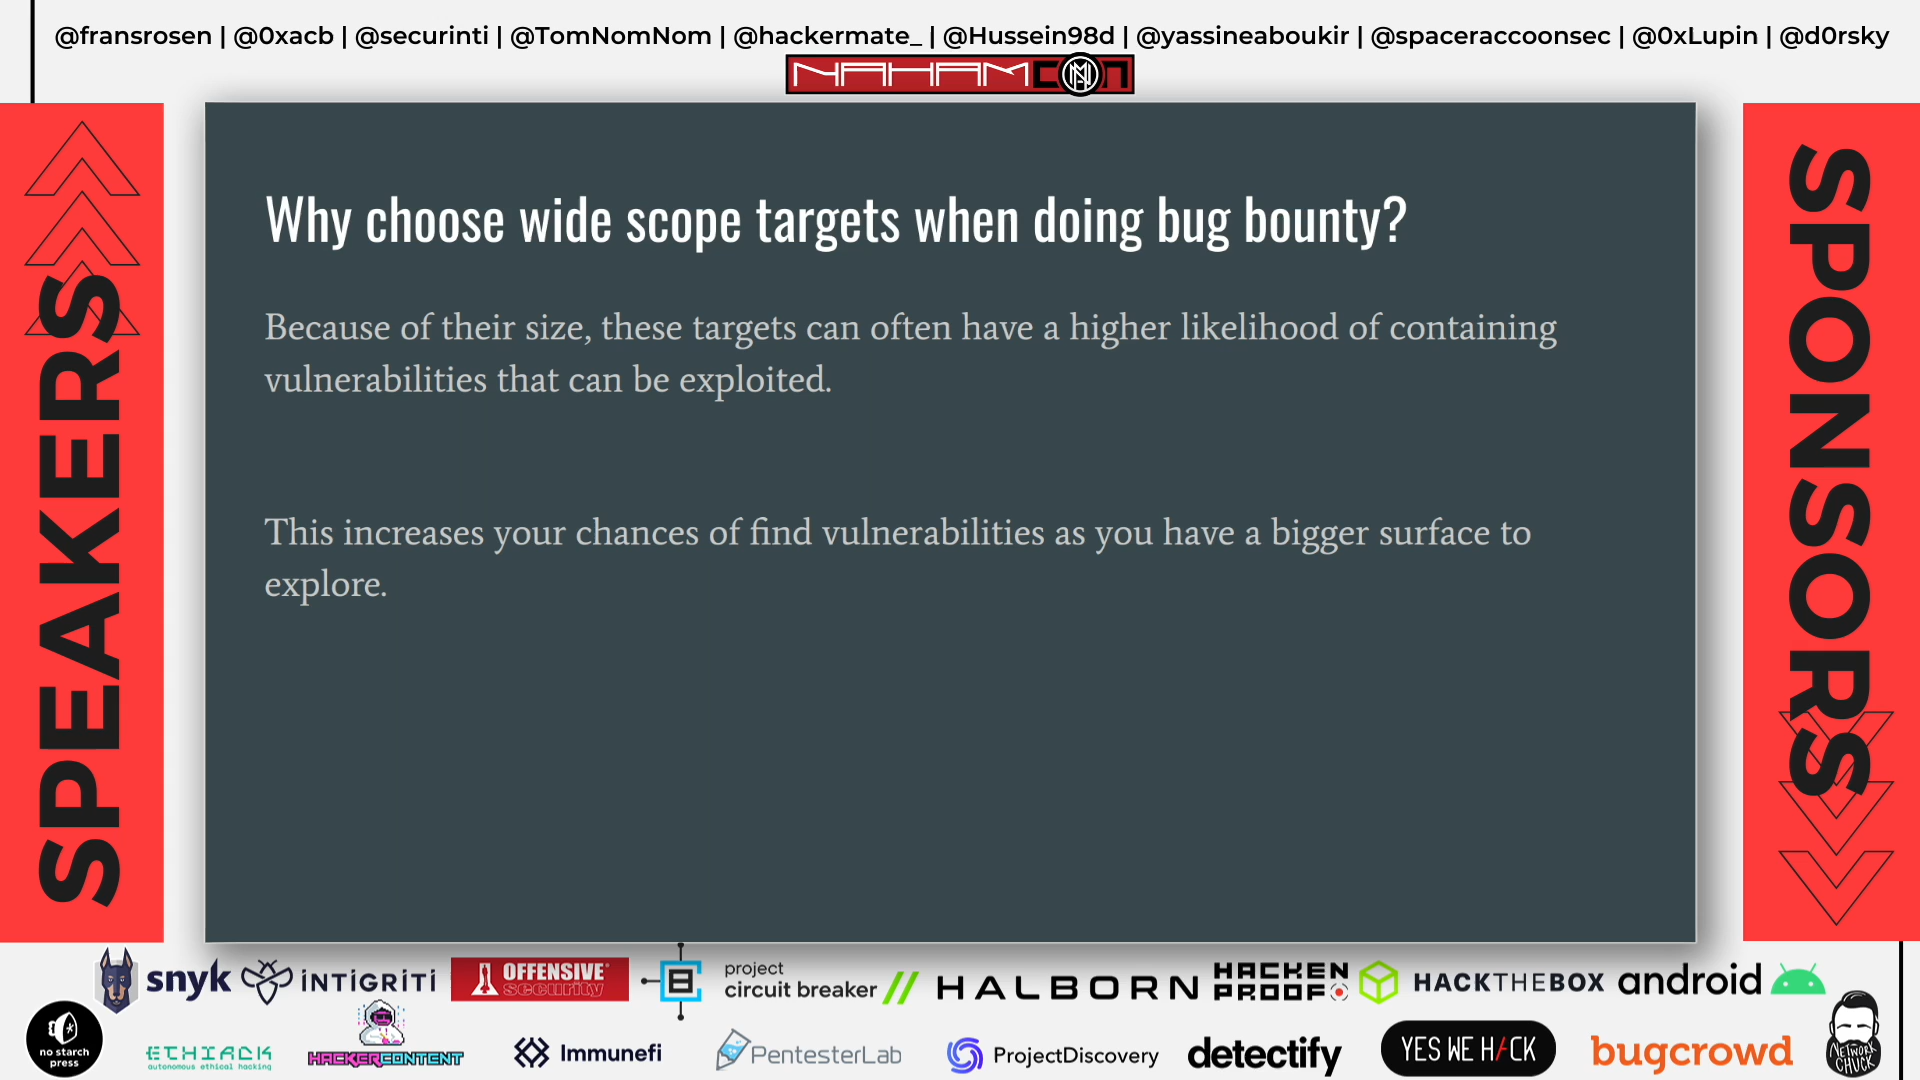 @fransrosen | @0xacb | @securinti | @TomNomNom | @hackermate_ | @Hussein98d | @yassineaboukir | @spaceraccoonsec | @0xLupin | @d0rsky
NAHAMCON
SPEAKERS
Why choose wide scope targets when doing bug bounty?
Because of their size, these targets can often have a higher likelihood of containing
vulnerabilities that can be exploited.
This increases your chances of find vulnerabilities as you have a bigger surface to
explore.
SPONSORS
snyk
INTIGRITI
OFFENSIVE
security
project
circuit breaker
HALBORN
HACKEN
PROOF
HACKTHEBOX
android
no starch
press
ETHIACK
autonomous ethical hacking
HACKERCONTENT
Immunefi
PentesterLab
ProjectDiscovery
detectify
YES WE H/CK
bugcrowd
NETWORK
CHUCK